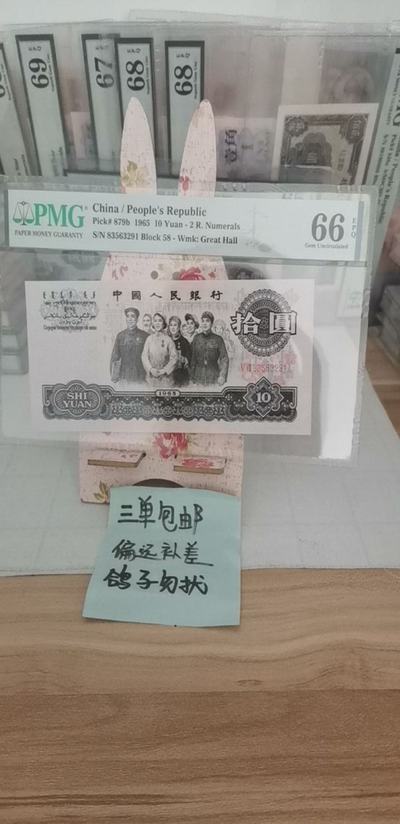 69
67
68
68
PMG
PAPER MONEY GUARANTY
China / People's Republic
Pick# 879b 1965 10 Yuan - 2 R. Numerals
S/N 83563291 Block 58 - Wmk: Great Hall
66 EPQ
Gem Uncirculated
中国人民银行
拾圆
SHI YUAN
1965
10
三单包邮
偏远补差
鸽子勿扰